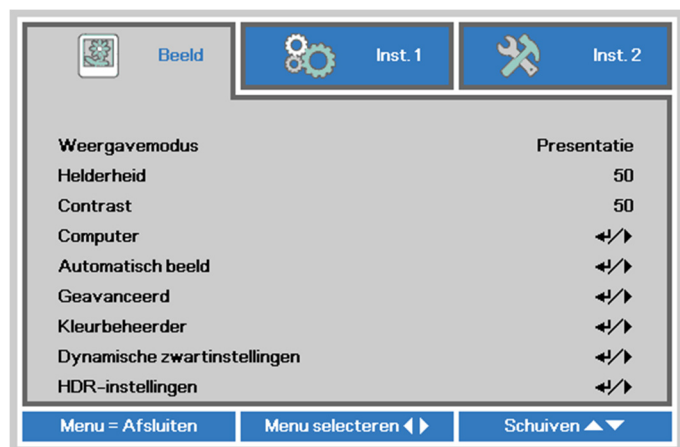 Beeld Inst. 1 Inst. 2
Weergavemodus Presentatie
Helderheid 50
Contrast 50
Computer ↵/▶
Automatisch beeld ↵/▶
Geavanceerd ↵/▶
Kleurbeheerder ↵/▶
Dynamische zwartinstellingen ↵/▶
HDR-instellingen ↵/▶
Menu = Afsluiten Menu selecteren ◀▶ Schuiven ▲▼